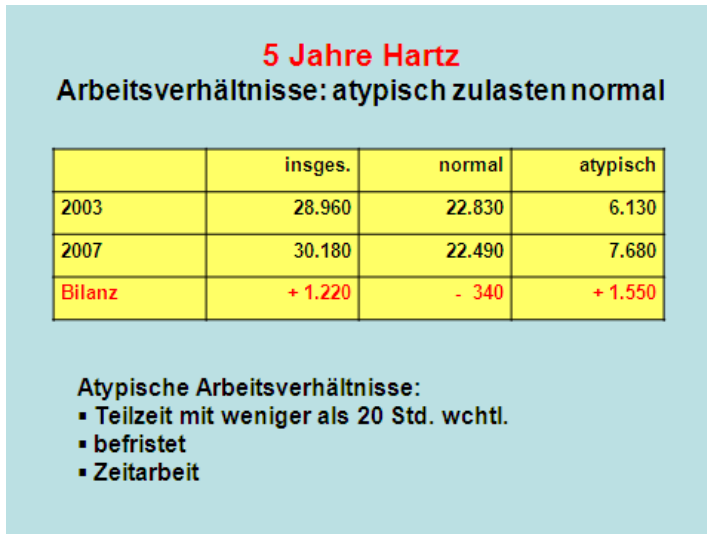 5 Jahre Hartz
Arbeitsverhältnisse: atypisch zulasten normal
insges. normal atypisch
2003 28.960 22.830 6.130
2007 30.180 22.490 7.680
Bilanz + 1.220 - 340 + 1.550
Atypische Arbeitsverhältnisse:
▪ Teilzeit mit weniger als 20 Std. wchtl.
▪ befristet
▪ Zeitarbeit